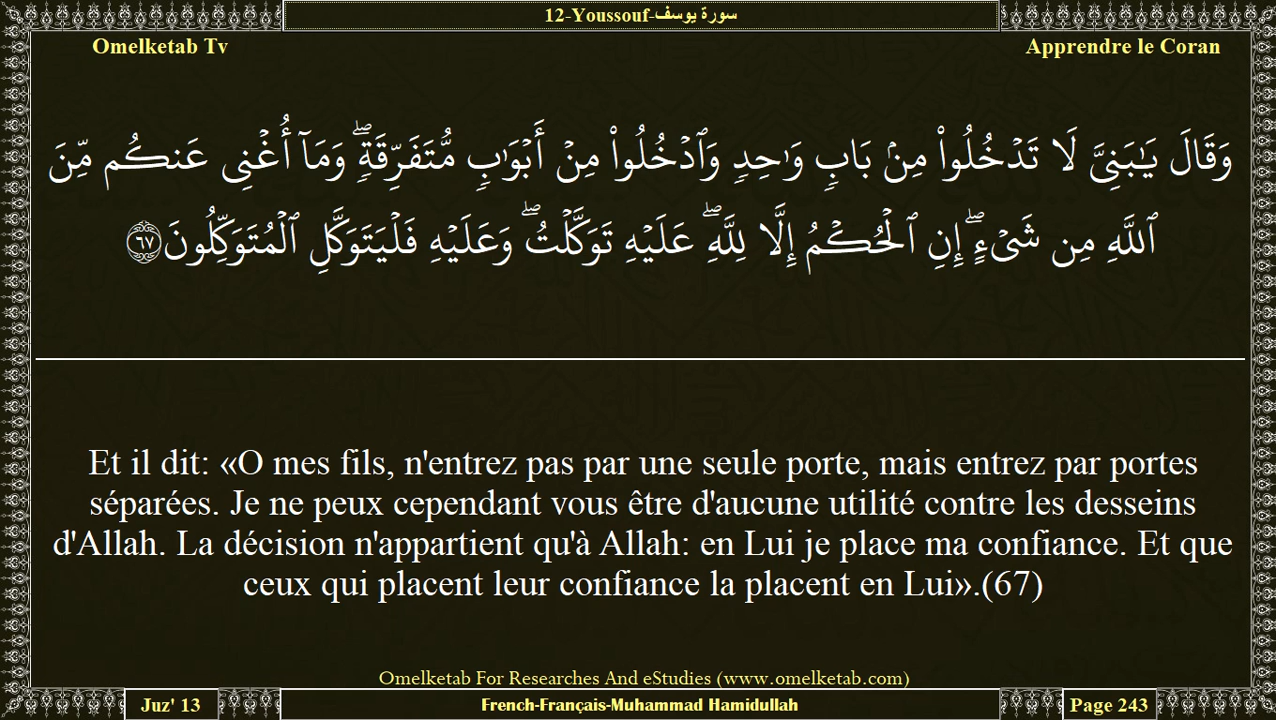 12-Youssouf-سورة يوسف
Omelketab Tv
Apprendre le Coran
وَقَالَ يَـٰبَنِىَّ لَا تَدۡخُلُوا۟ مِنۢ بَابٍۢ وَٰحِدٍۢ وَٱدۡخُلُوا۟ مِنۡ أَبۡوَٰبٍۢ مُّتَفَرِّقَةٍۢۖ وَمَآ أُغۡنِى عَنكُم مِّنَ
ٱللَّهِ مِن شَىۡءٍۖ إِنِ ٱلۡحُكۡمُ إِلَّا لِلَّهِۖ عَلَيۡهِ تَوَكَّلۡتُۖ وَعَلَيۡهِ فَلۡيَتَوَكَّلِ ٱلۡمُتَوَكِّلُونَ ٦٧
Et il dit: «O mes fils, n'entrez pas par une seule porte, mais entrez par portes
séparées. Je ne peux cependant vous être d'aucune utilité contre les desseins
d'Allah. La décision n'appartient qu'à Allah: en Lui je place ma confiance. Et que
ceux qui placent leur confiance la placent en Lui».(67)
Omelketab For Researches And eStudies (www.omelketab.com)
Juz' 13
French-Français-Muhammad Hamidullah
Page 243